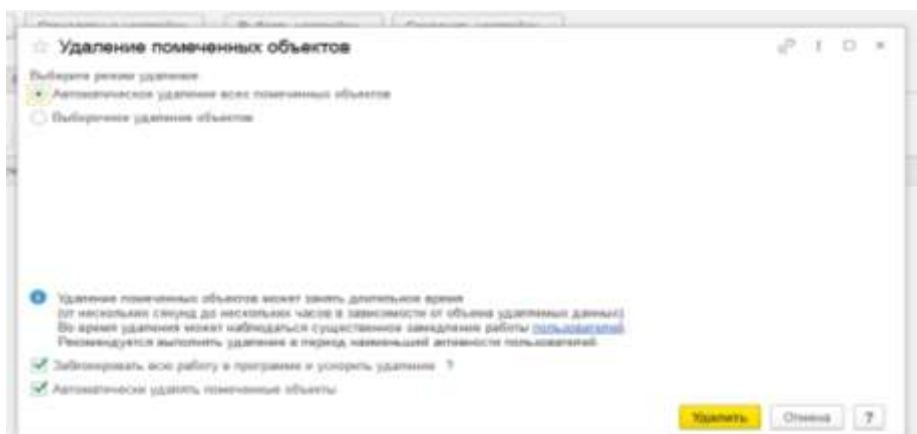 Удаление помеченных объектов
Выберите режим удаления
Автоматическое удаление всех помеченных объектов
Выборочное удаление объектов
Удаление помеченных объектов может занять длительное время
(от нескольких секунд до нескольких часов в зависимости от объема удаляемых данных).
Во время удаления может наблюдаться существенное замедление работы пользователей.
Рекомендуется выполнять удаление в период наименьшей активности пользователей.
Заблокировать всю работу в программе и ускорить удаление ?
Автоматически удалять помеченные объекты
Удалить Отмена ?